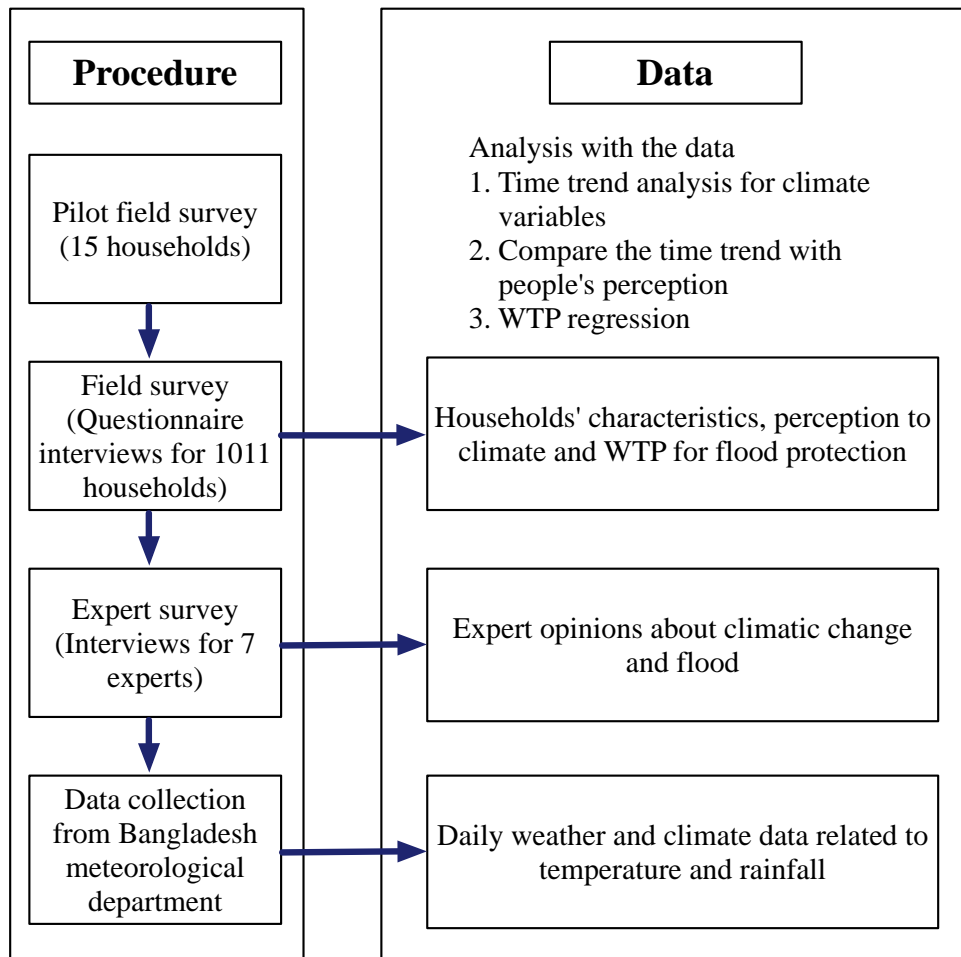 Procedure
Pilot field survey
(15 households)
Field survey
(Questionnaire
interviews for 1011
households)
Expert survey
(Interviews for 7
experts)
Data collection
from Bangladesh
meteorological
department
Data
Analysis with the data
1. Time trend analysis for climate
variables
2. Compare the time trend with
people's perception
3. WTP regression
Households' characteristics, perception to
climate and WTP for flood protection
Expert opinions about climatic change
and flood
Daily weather and climate data related to
temperature and rainfall